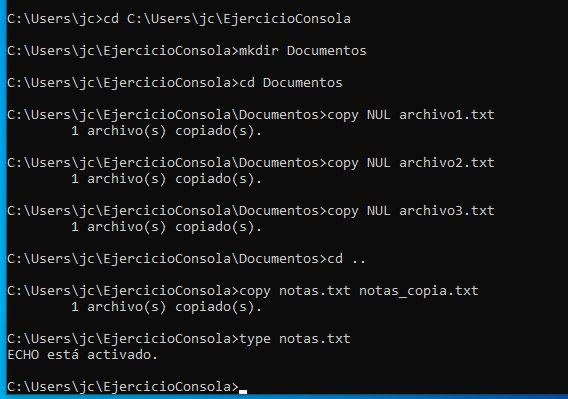 C:\Users\jc>cd C:\Users\jc\EjercicioConsola
C:\Users\jc\EjercicioConsola>mkdir Documentos
C:\Users\jc\EjercicioConsola>cd Documentos
C:\Users\jc\EjercicioConsola\Documentos>copy NUL archivo1.txt
        1 archivo(s) copiado(s).
C:\Users\jc\EjercicioConsola\Documentos>copy NUL archivo2.txt
        1 archivo(s) copiado(s).
C:\Users\jc\EjercicioConsola\Documentos>copy NUL archivo3.txt
        1 archivo(s) copiado(s).
C:\Users\jc\EjercicioConsola\Documentos>cd ..
C:\Users\jc\EjercicioConsola>copy notas.txt notas_copia.txt
        1 archivo(s) copiado(s).
C:\Users\jc\EjercicioConsola>type notas.txt
ECHO está activado.
C:\Users\jc\EjercicioConsola>